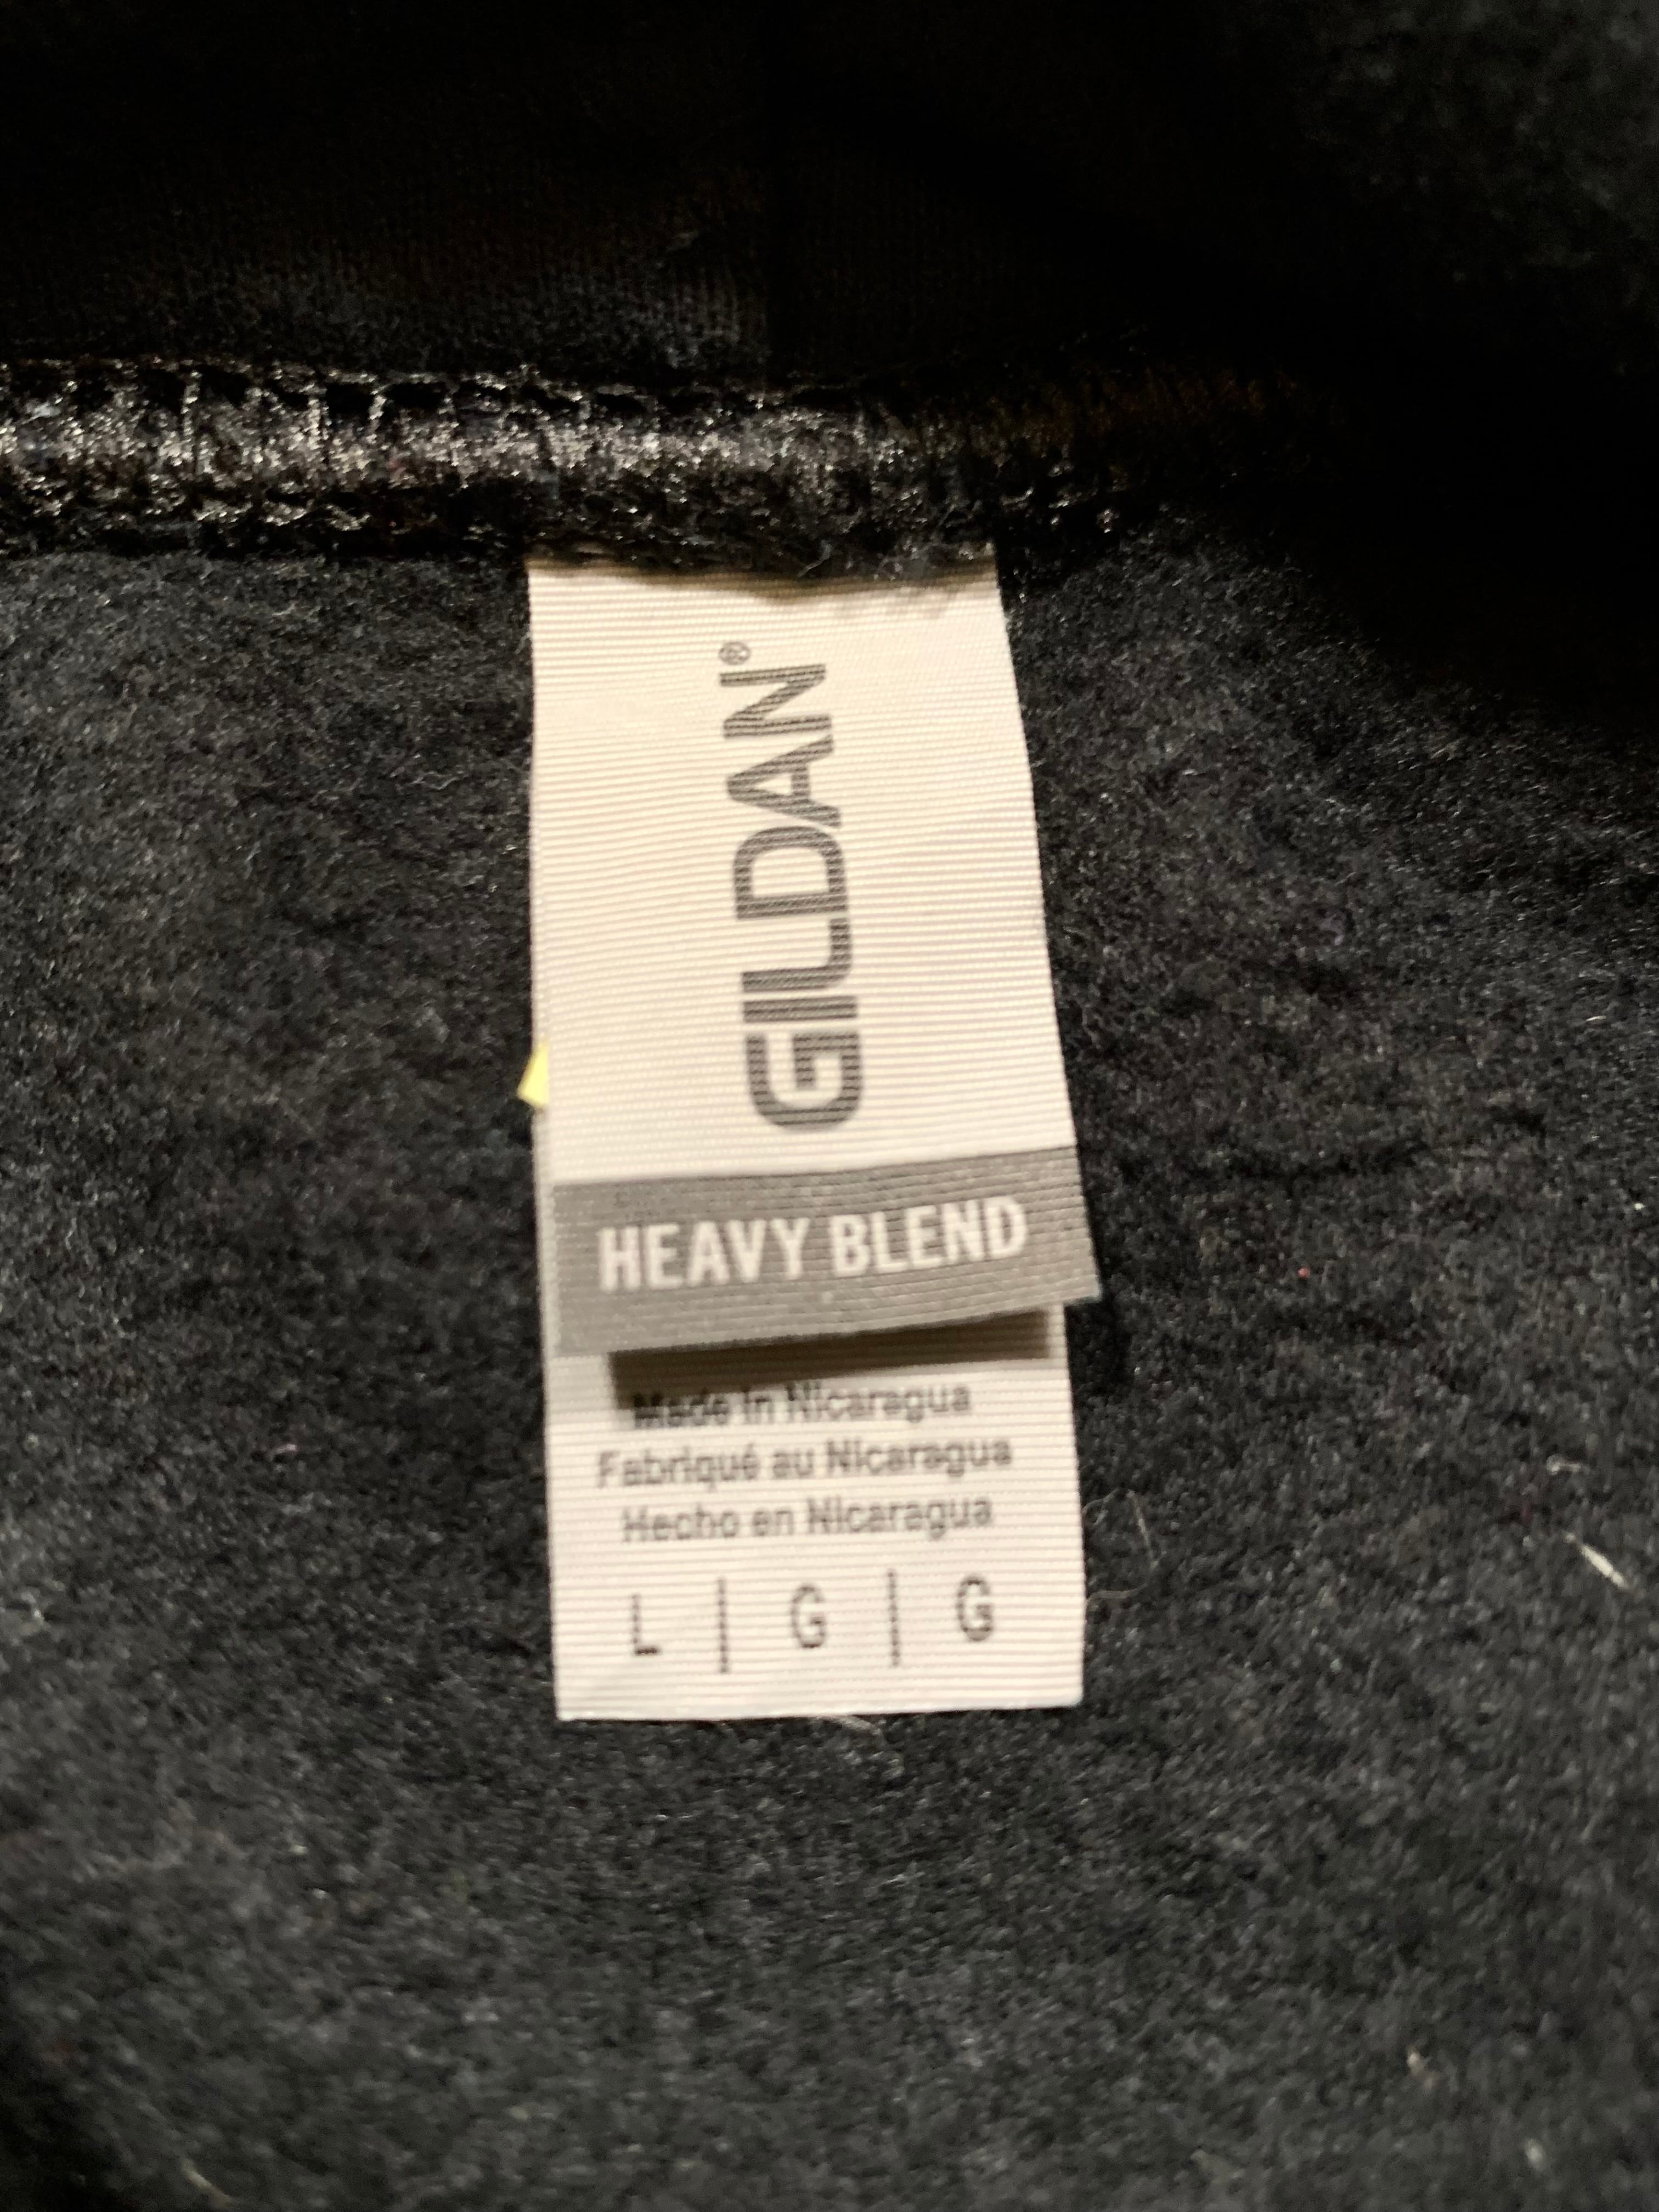 GILDAN®
HEAVY BLEND
Made in Nicaragua
Fabriqué au Nicaragua
Hecho en Nicaragua
L | G | G